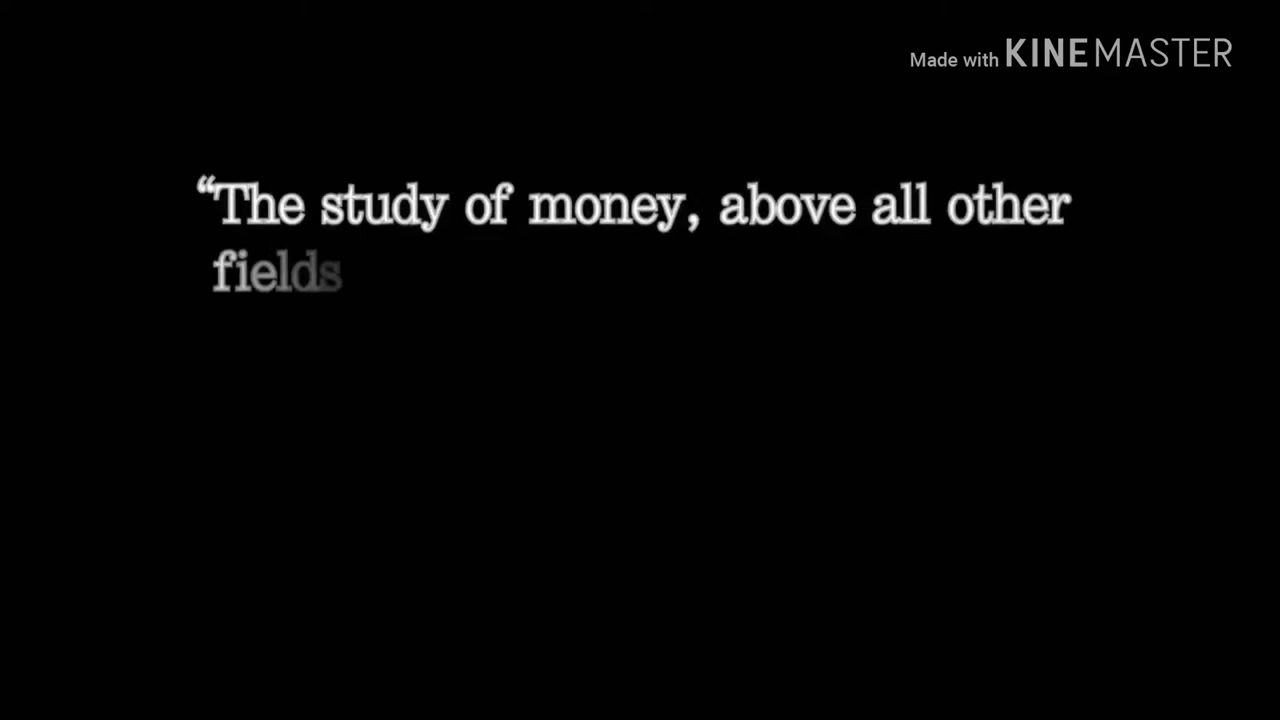 Made with KINEMASTER
“The study of money, above all other
fields